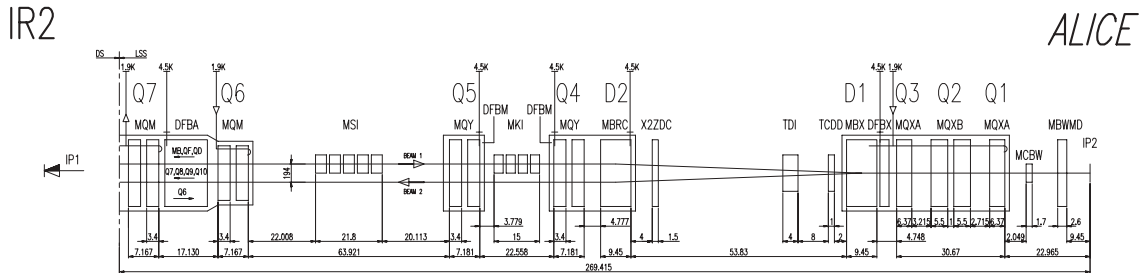 IR2
ALICE
DS LSS
1.9K 4.5K 1.9K 4.5K 4.5K 4.5K 4.5K 1.9K
Q7 Q6 Q5 Q4 D2 D1 Q3 Q2 Q1
DFBM DFBM
MQM DFBA MQM MSI MQY MKI MQY MBRC X2ZDC TDI TCDD MBX DFBX MQXA MQXB MQXA MBWMD
MCBW
IP1
IP2
MB,QF,QD
Q7,Q8,Q9,Q10
Q6
194
BEAM 1
BEAM 2
3.779 4.777 1 6.37 3.215 5.5 1 5.5 2.715 6.37 1.7 2.6
3.4 3.4 22.008 21.8 20.113 3.4 15 3.4 4 1.5 4 8 2 4.748 2.049 9.45
7.167 17.130 7.167 63.921 7.181 22.558 7.181 9.45 53.83 9.45 30.67 22.965
269.415